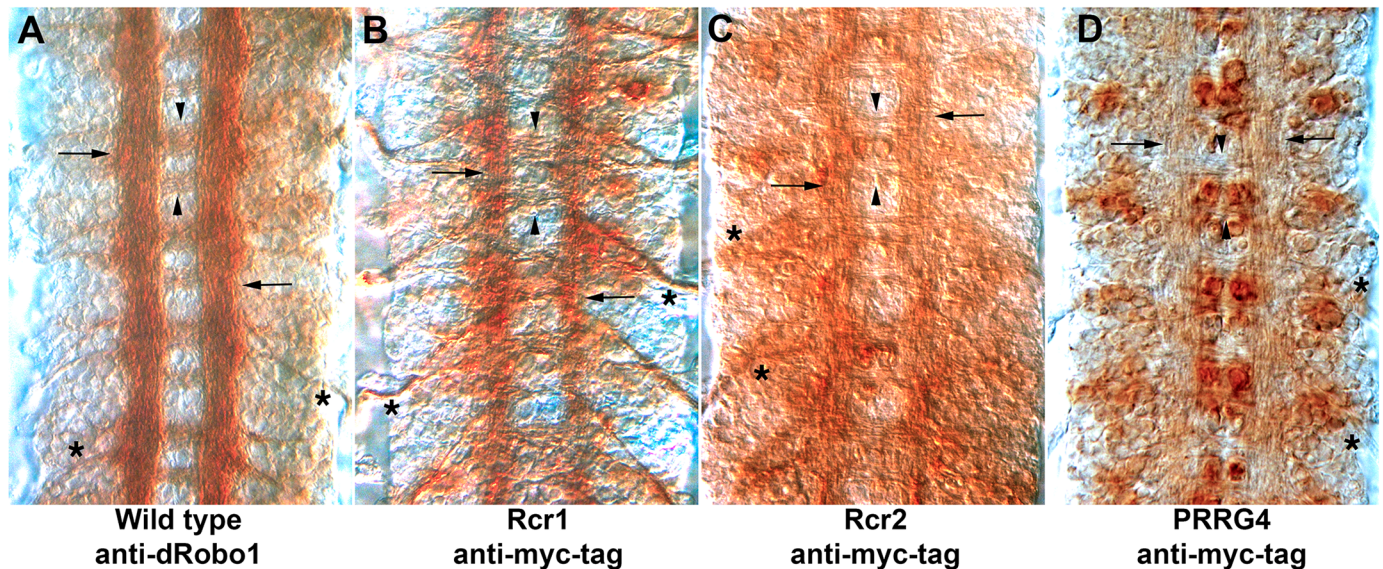 A
B
C
D
*
*
*
*
*
*
*
*
Wild type
anti-dRobo1
Rcr1
anti-myc-tag
Rcr2
anti-myc-tag
PRRG4
anti-myc-tag